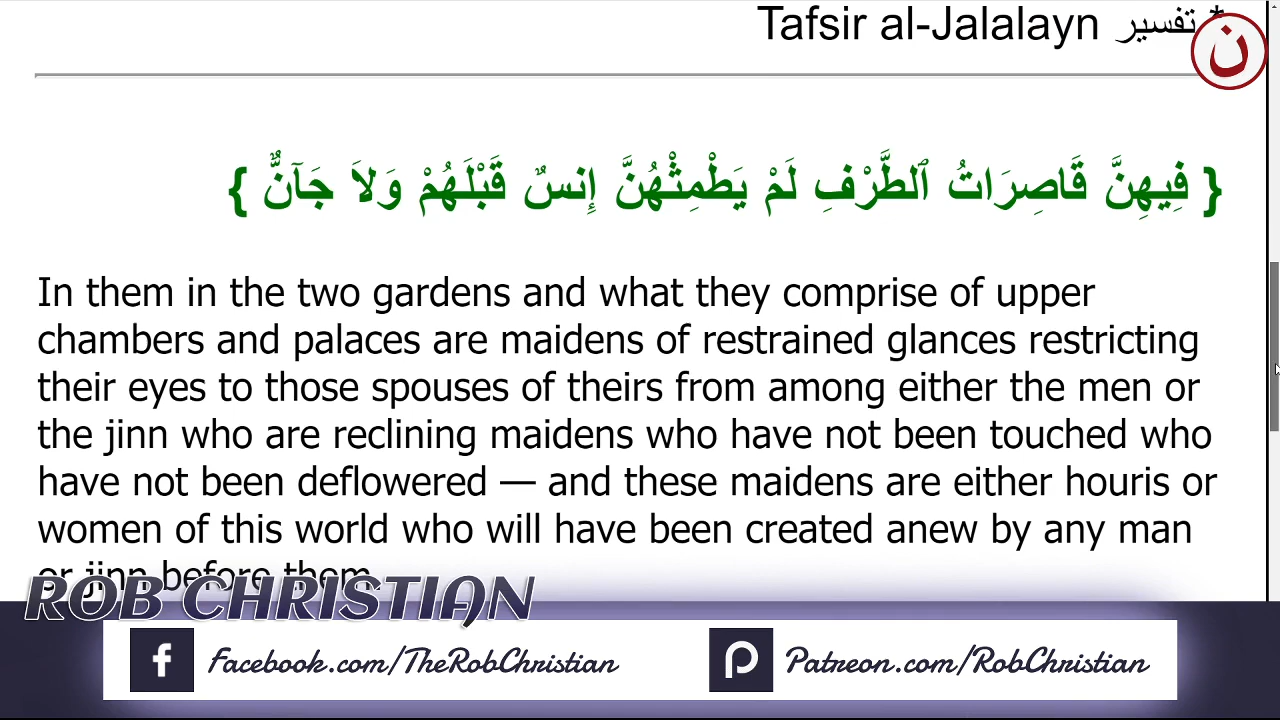 * تفسير Tafsir al-Jalalayn
ن
{ فِيهِنَّ قَاصِرَاتُ ٱلطَّرْفِ لَمْ يَطْمِثْهُنَّ إِنسٌ قَبْلَهُمْ وَلاَ جَآنٌّ }
In them in the two gardens and what they comprise of upper
chambers and palaces are maidens of restrained glances restricting
their eyes to those spouses of theirs from among either the men or
the jinn who are reclining maidens who have not been touched who
have not been deflowered — and these maidens are either houris or
women of this world who will have been created anew by any man
or jinn before them.
ROB CHRISTIAN
Facebook.com/TheRobChristian
Patreon.com/RobChristian